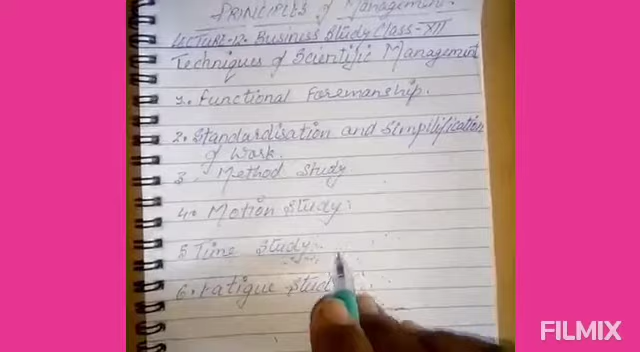 PRINCIPLES of Management.
LECTURE-12. Business Study Class-XII
Techniques of Scientific Management
1. Functional Foremanship.
2. Standardisation and Simplification
of Work.
3. Method Study
4. Motion Study:
5 Time Study.
6. Fatigue Stud
FILMIX